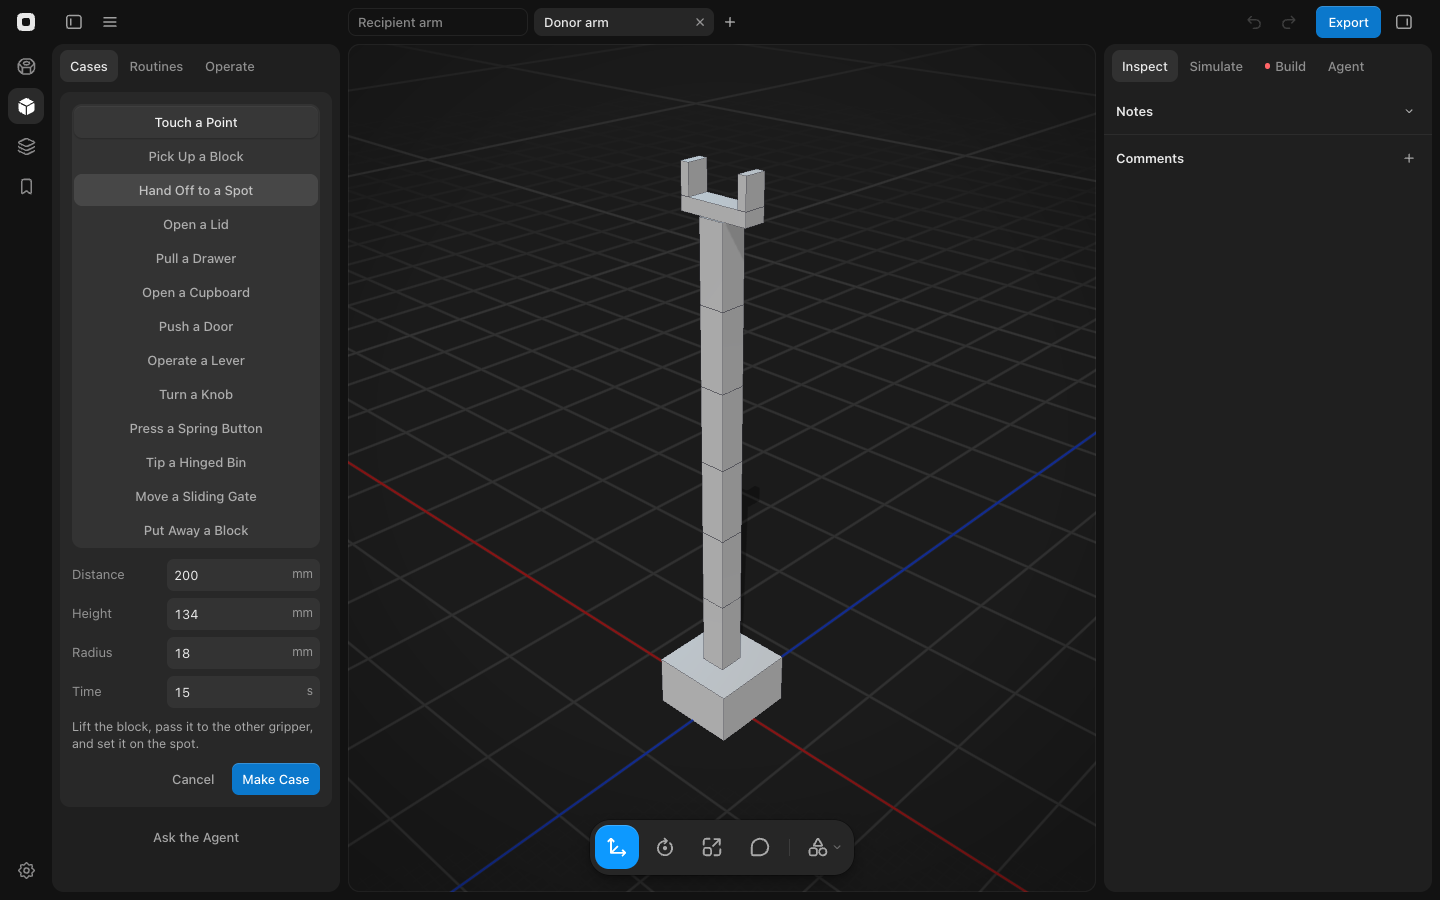 Recipient arm
Donor arm
Export
Cases
Routines
Operate
Touch a Point
Pick Up a Block
Hand Off to a Spot
Open a Lid
Pull a Drawer
Open a Cupboard
Push a Door
Operate a Lever
Turn a Knob
Press a Spring Button
Tip a Hinged Bin
Move a Sliding Gate
Put Away a Block
Distance 200 mm
Height 134 mm
Radius 18 mm
Time 15 s
Lift the block, pass it to the other gripper,
and set it on the spot.
Cancel
Make Case
Ask the Agent
Inspect
Simulate
Build
Agent
Notes
Comments